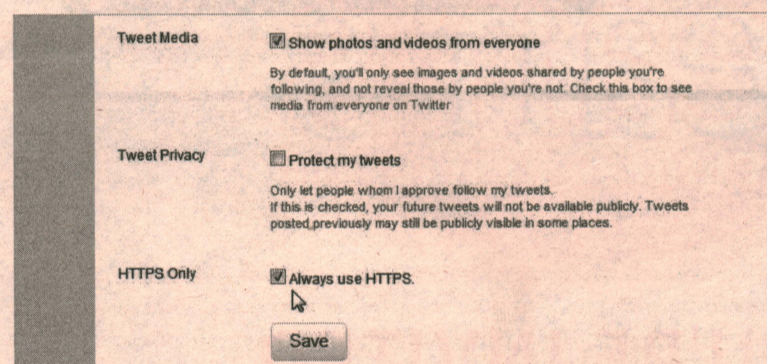 Tweet Media
Show photos and videos from everyone
By default, you'll only see images and videos shared by people you're
following, and not reveal those by people you're not. Check this box to see
media from everyone on Twitter
Tweet Privacy
Protect my tweets
Only let people whom I approve follow my tweets.
If this is checked, your future tweets will not be available publicly. Tweets
posted previously may still be publicly visible in some places.
HTTPS Only
Always use HTTPS.
Save